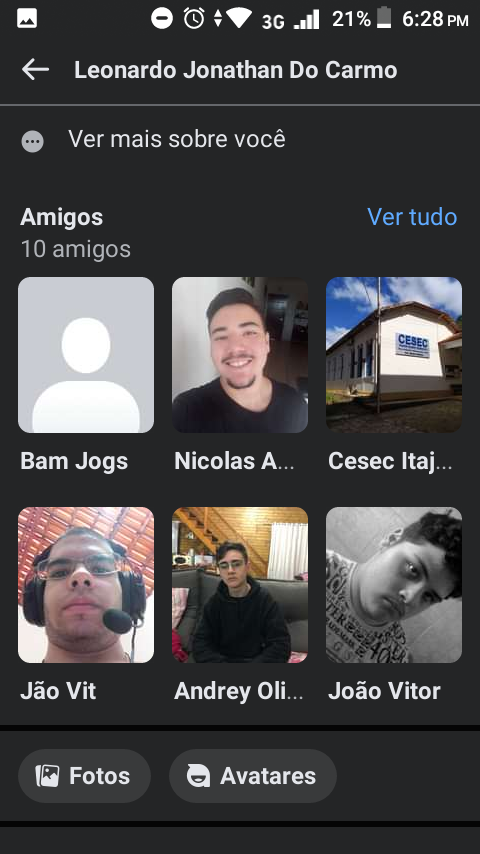 3G 21% 6:28 PM
Leonardo Jonathan Do Carmo
Ver mais sobre você
Amigos Ver tudo
10 amigos
CESEC
Bam Jogs Nicolas A... Cesec Itaj...
Jão Vit Andrey Oli... João Vitor
Fotos Avatares